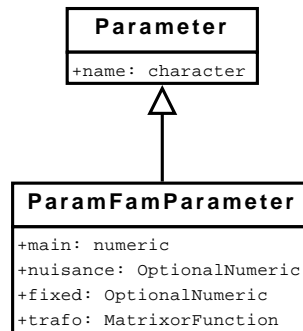 Parameter
+name: character
ParamFamParameter
+main: numeric
+nuisance: OptionalNumeric
+fixed: OptionalNumeric
+trafo: MatrixorFunction